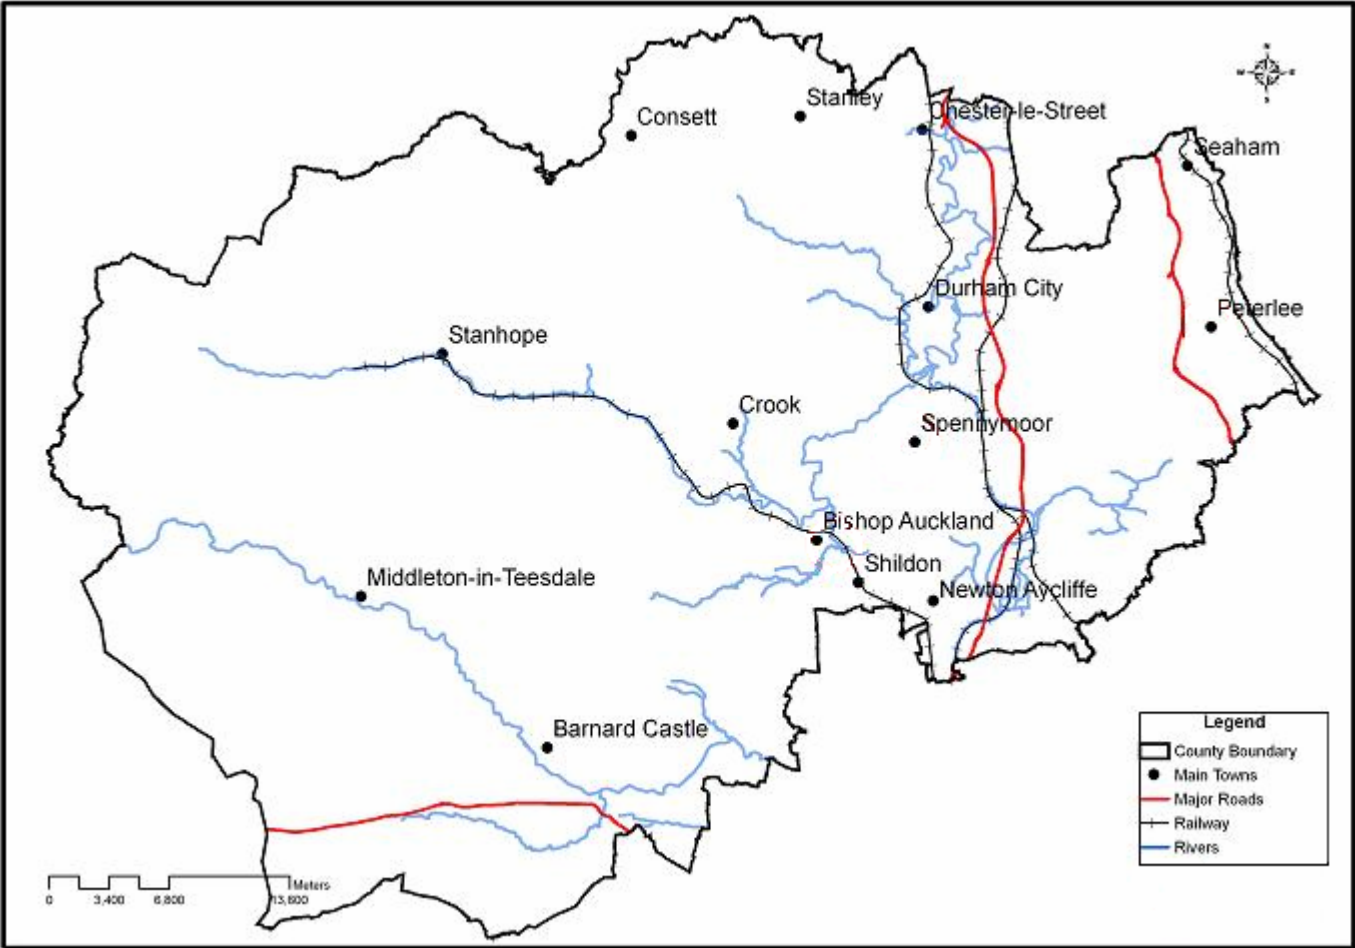 N
W E
S
Stanley
Consett
Chester-le-Street
Seaham
Durham City
Peterlee
Stanhope
Crook
Spennymoor
Bishop Auckland
Shildon
Middleton-in-Teesdale
Newton Aycliffe
Barnard Castle
Legend
County Boundary
Main Towns
Major Roads
Railway
Rivers
Meters
0 3,400 6,800 13,600